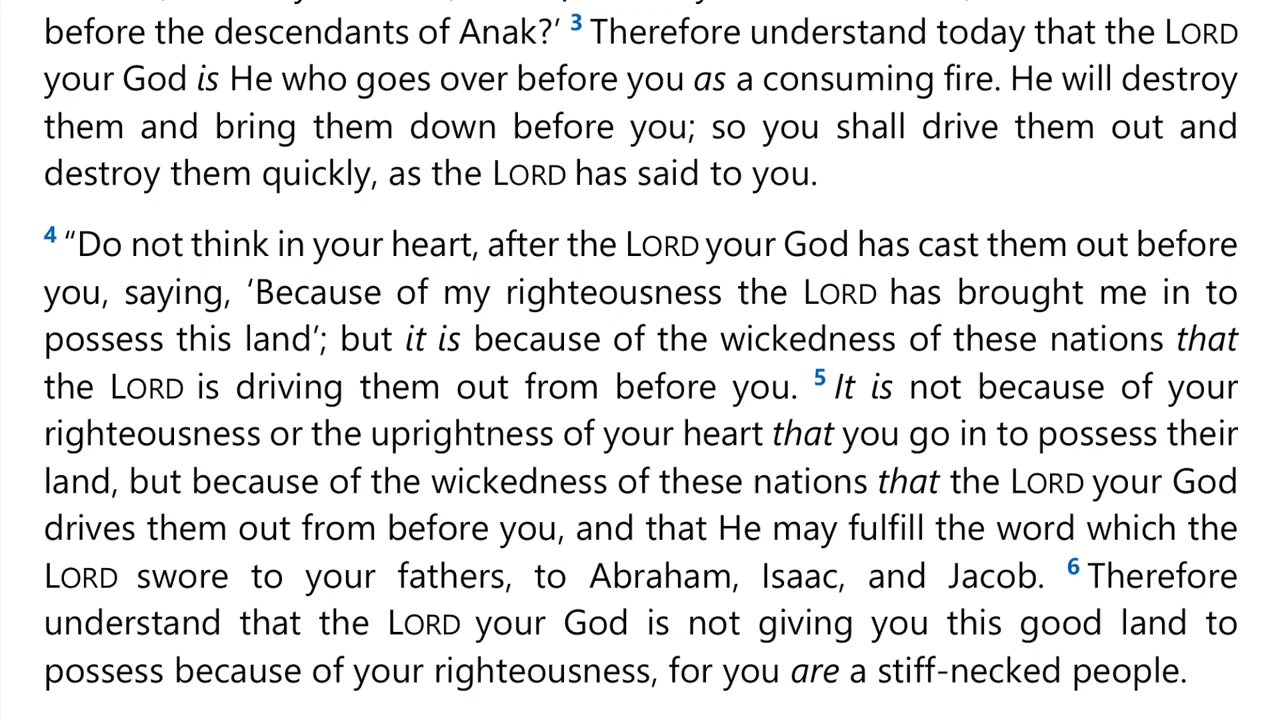 before the descendants of Anak?’ 3 Therefore understand today that the LORD
your God is He who goes over before you as a consuming fire. He will destroy
them and bring them down before you; so you shall drive them out and
destroy them quickly, as the LORD has said to you.
4 “Do not think in your heart, after the LORD your God has cast them out before
you, saying, ‘Because of my righteousness the LORD has brought me in to
possess this land’; but it is because of the wickedness of these nations that
the LORD is driving them out from before you. 5 It is not because of your
righteousness or the uprightness of your heart that you go in to possess their
land, but because of the wickedness of these nations that the LORD your God
drives them out from before you, and that He may fulfill the word which the
LORD swore to your fathers, to Abraham, Isaac, and Jacob. 6 Therefore
understand that the LORD your God is not giving you this good land to
possess because of your righteousness, for you are a stiff-necked people.